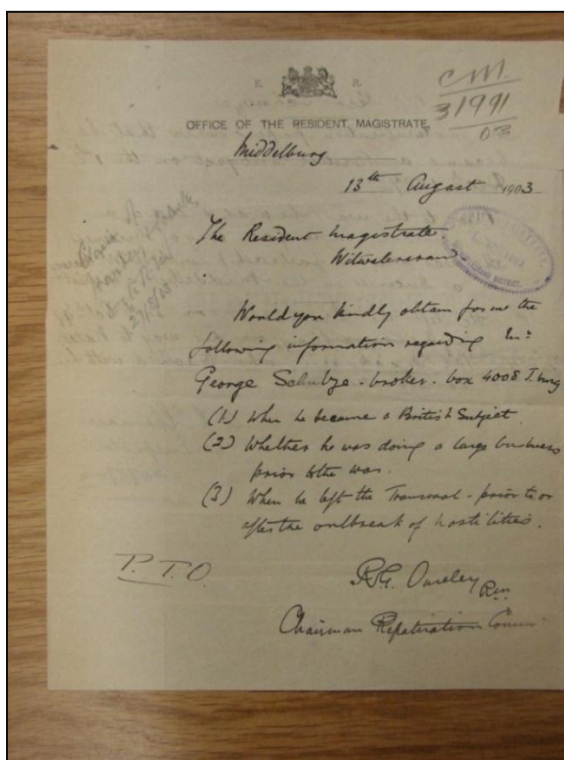 E. R.
C.M.
31991
03
OFFICE OF THE RESIDENT MAGISTRATE,
Middelburg
13th August 1903
The Resident Magistrate.
Witwatersrand
Would you kindly obtain for me the
following information regarding Mr:
George Schulze - broker - box 4008 J.burg
(1) When he became a British Subject.
(2) Whether he was doing a large business
prior to the war.
(3) When he left the Transvaal - prior to or
after the outbreak of hostilities.
P.T.O.
R.G. Ouseley
RM
Chairman Repatriation Comm: